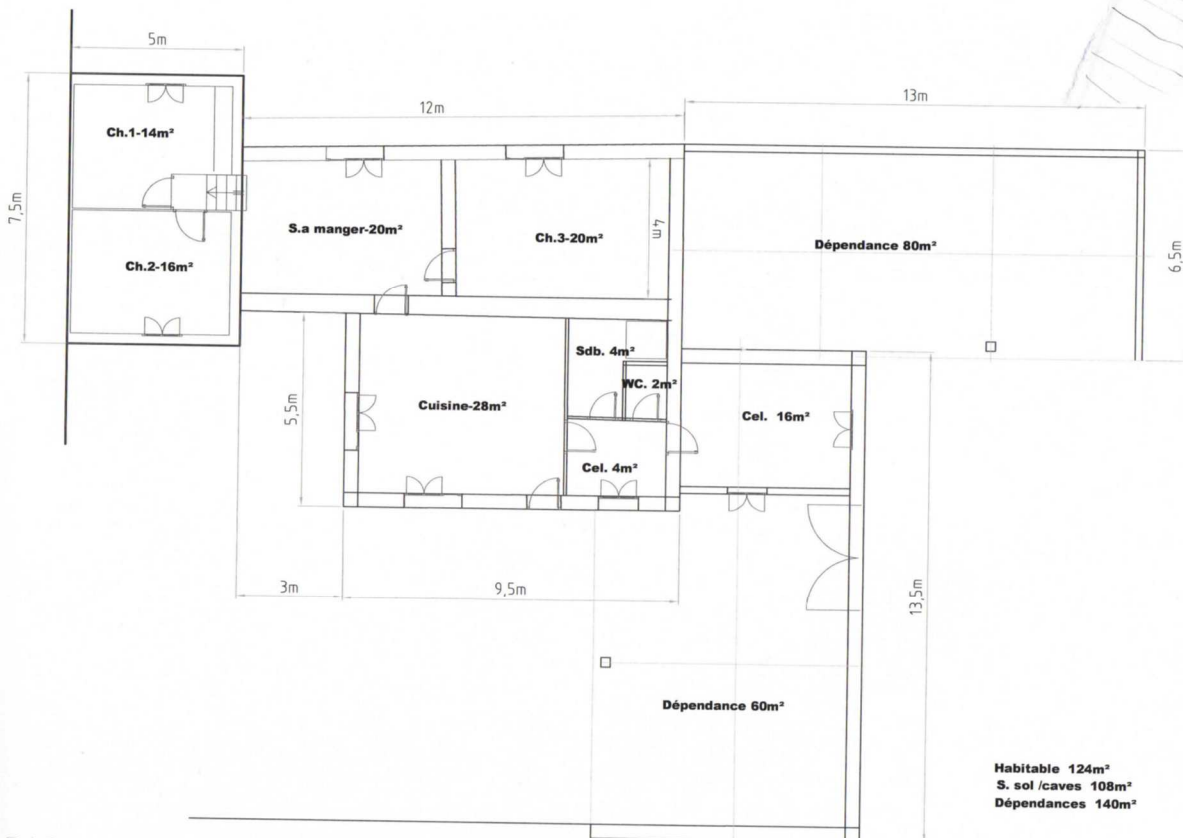 5m
12m
13m
Ch.1-14m²
7,5m
S.a manger-20m²
Ch.3-20m²
4m
Dépendance 80m²
6,5m
Ch.2-16m²
Sdb. 4m²
WC. 2m²
Cuisine-28m²
5,5m
Cel. 16m²
Cel. 4m²
3m
9,5m
13,5m
Dépendance 60m²
Habitable 124m²
S. sol /caves 108m²
Dépendances 140m²